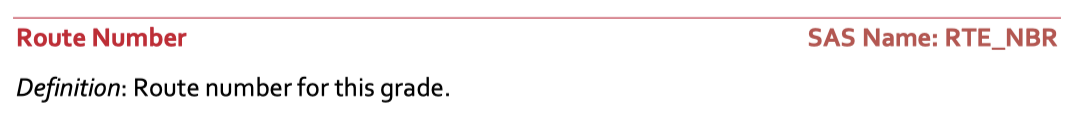 Route Number SAS Name: RTE_NBR
Definition: Route number for this grade.